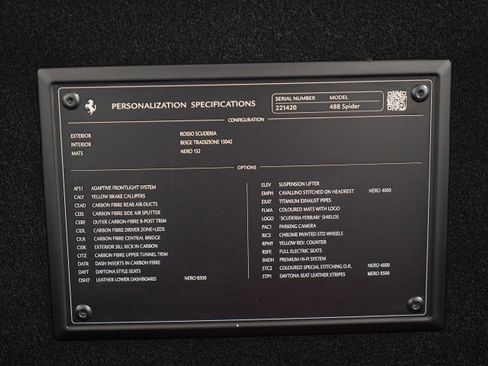 PERSONALIZATION SPECIFICATIONS
SERIAL NUMBER MODEL
221420 488 Spider
CONFIGURATION
EXTERIOR ROSSO SCUDERIA
INTERIOR BEIGE TRADIZIONE 13042
MATS NERO 152
OPTIONS
AFS1 ADAPTIVE FRONTLIGHT SYSTEM
CALY YELLOW BRAKE CALLIPERS
CEAD CARBON FIBRE REAR AIR-DUCTS
CEIS CARBON FIBRE SIDE AIR SPLITTER
CERF OUTER CARBON-FIBRE B-POST TRIM
CIDL CARBON FIBRE DRIVER ZONE+LEDS
CILR CARBON FIBRE CENTRAL BRIDGE
CISK EXTERIOR SILL KICK IN CARBON
CITZ CARBON FIBRE UPPER TUNNEL TRIM
DATR DASH INSERTS IN CARBON FIBRE
DAYT DAYTONA STYLE SEATS
DSH7 LEATHER LOWER DASHBOARD NERO 8500
ELEV SUSPENSION LIFTER
EMPH CAVALLINO STITCHED ON HEADREST NERO 4000
EXAT TITANIUM EXHAUST PIPES
FLMA COLOURED MATS WITH LOGO
LOGO "SCUDERIA FERRARI" SHIELDS
PAC1 PARKING CAMERA
RICS CHROME PAINTED STD WHEELS
RPMY YELLOW REV. COUNTER
RSFE FULL ELECTRIC SEATS
SNDH PREMIUM HI-FI SYSTEM
STC2 COLOURED SPECIAL STITCHING O.R. NERO 4000
STP1 DAYTONA SEAT LEATHER STRIPES NERO 8500